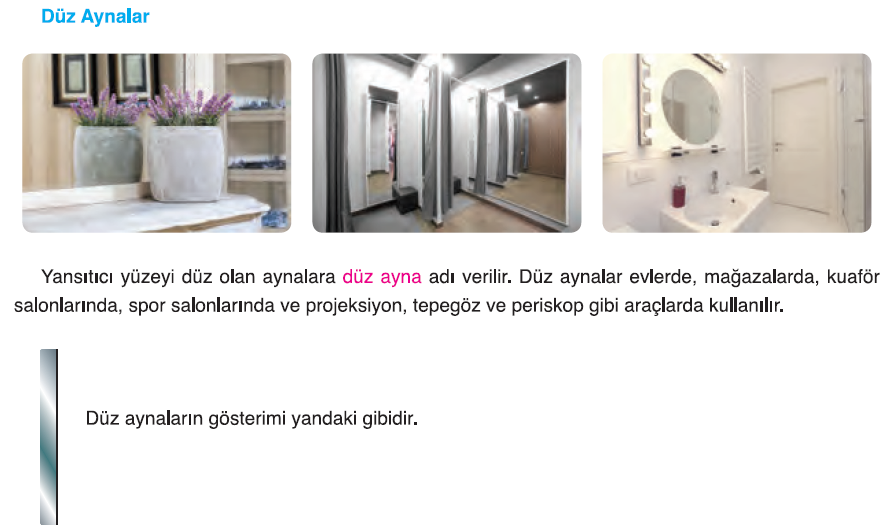 Düz Aynalar
Yansıtıcı yüzeyi düz olan aynalara düz ayna adı verilir. Düz aynalar evlerde, mağazalarda, kuaför
salonlarında, spor salonlarında ve projeksiyon, tepegöz ve periskop gibi araçlarda kullanılır.
Düz aynaların gösterimi yandaki gibidir.